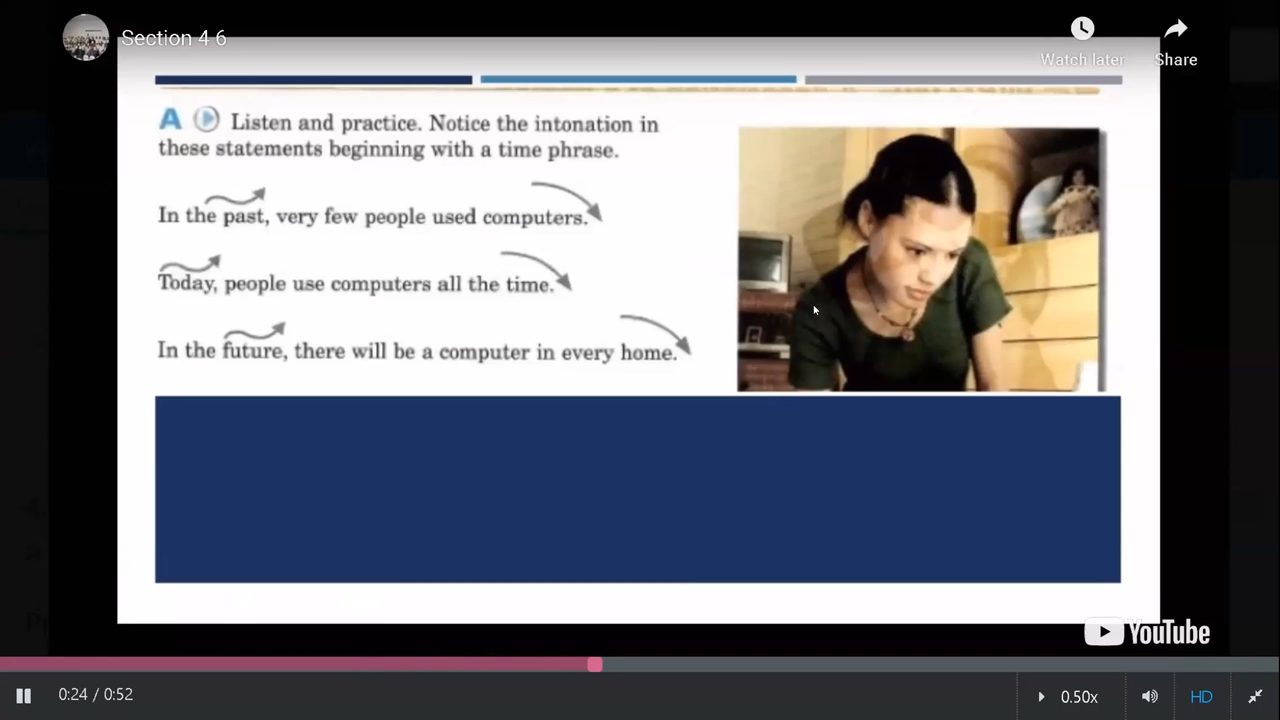 Section 4 6
Watch later
Share
A Listen and practice. Notice the intonation in
these statements beginning with a time phrase.
In the past, very few people used computers.
Today, people use computers all the time.
In the future, there will be a computer in every home.
YouTube
0:24 / 0:52
0.50x
HD